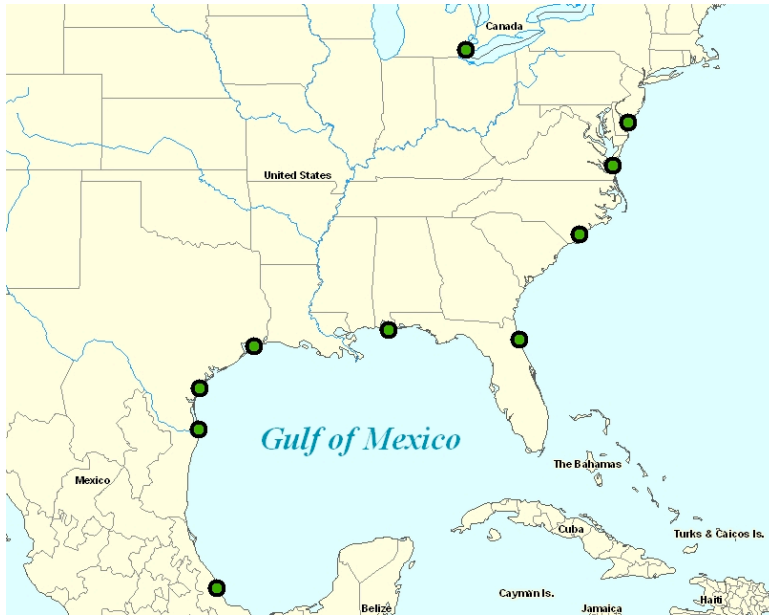 Canada
United States
Gulf of Mexico
The Bahamas
Mexico
Cuba
Turks & Caicos Is.
Cayman Is.
Haiti
Belize
Jamaica